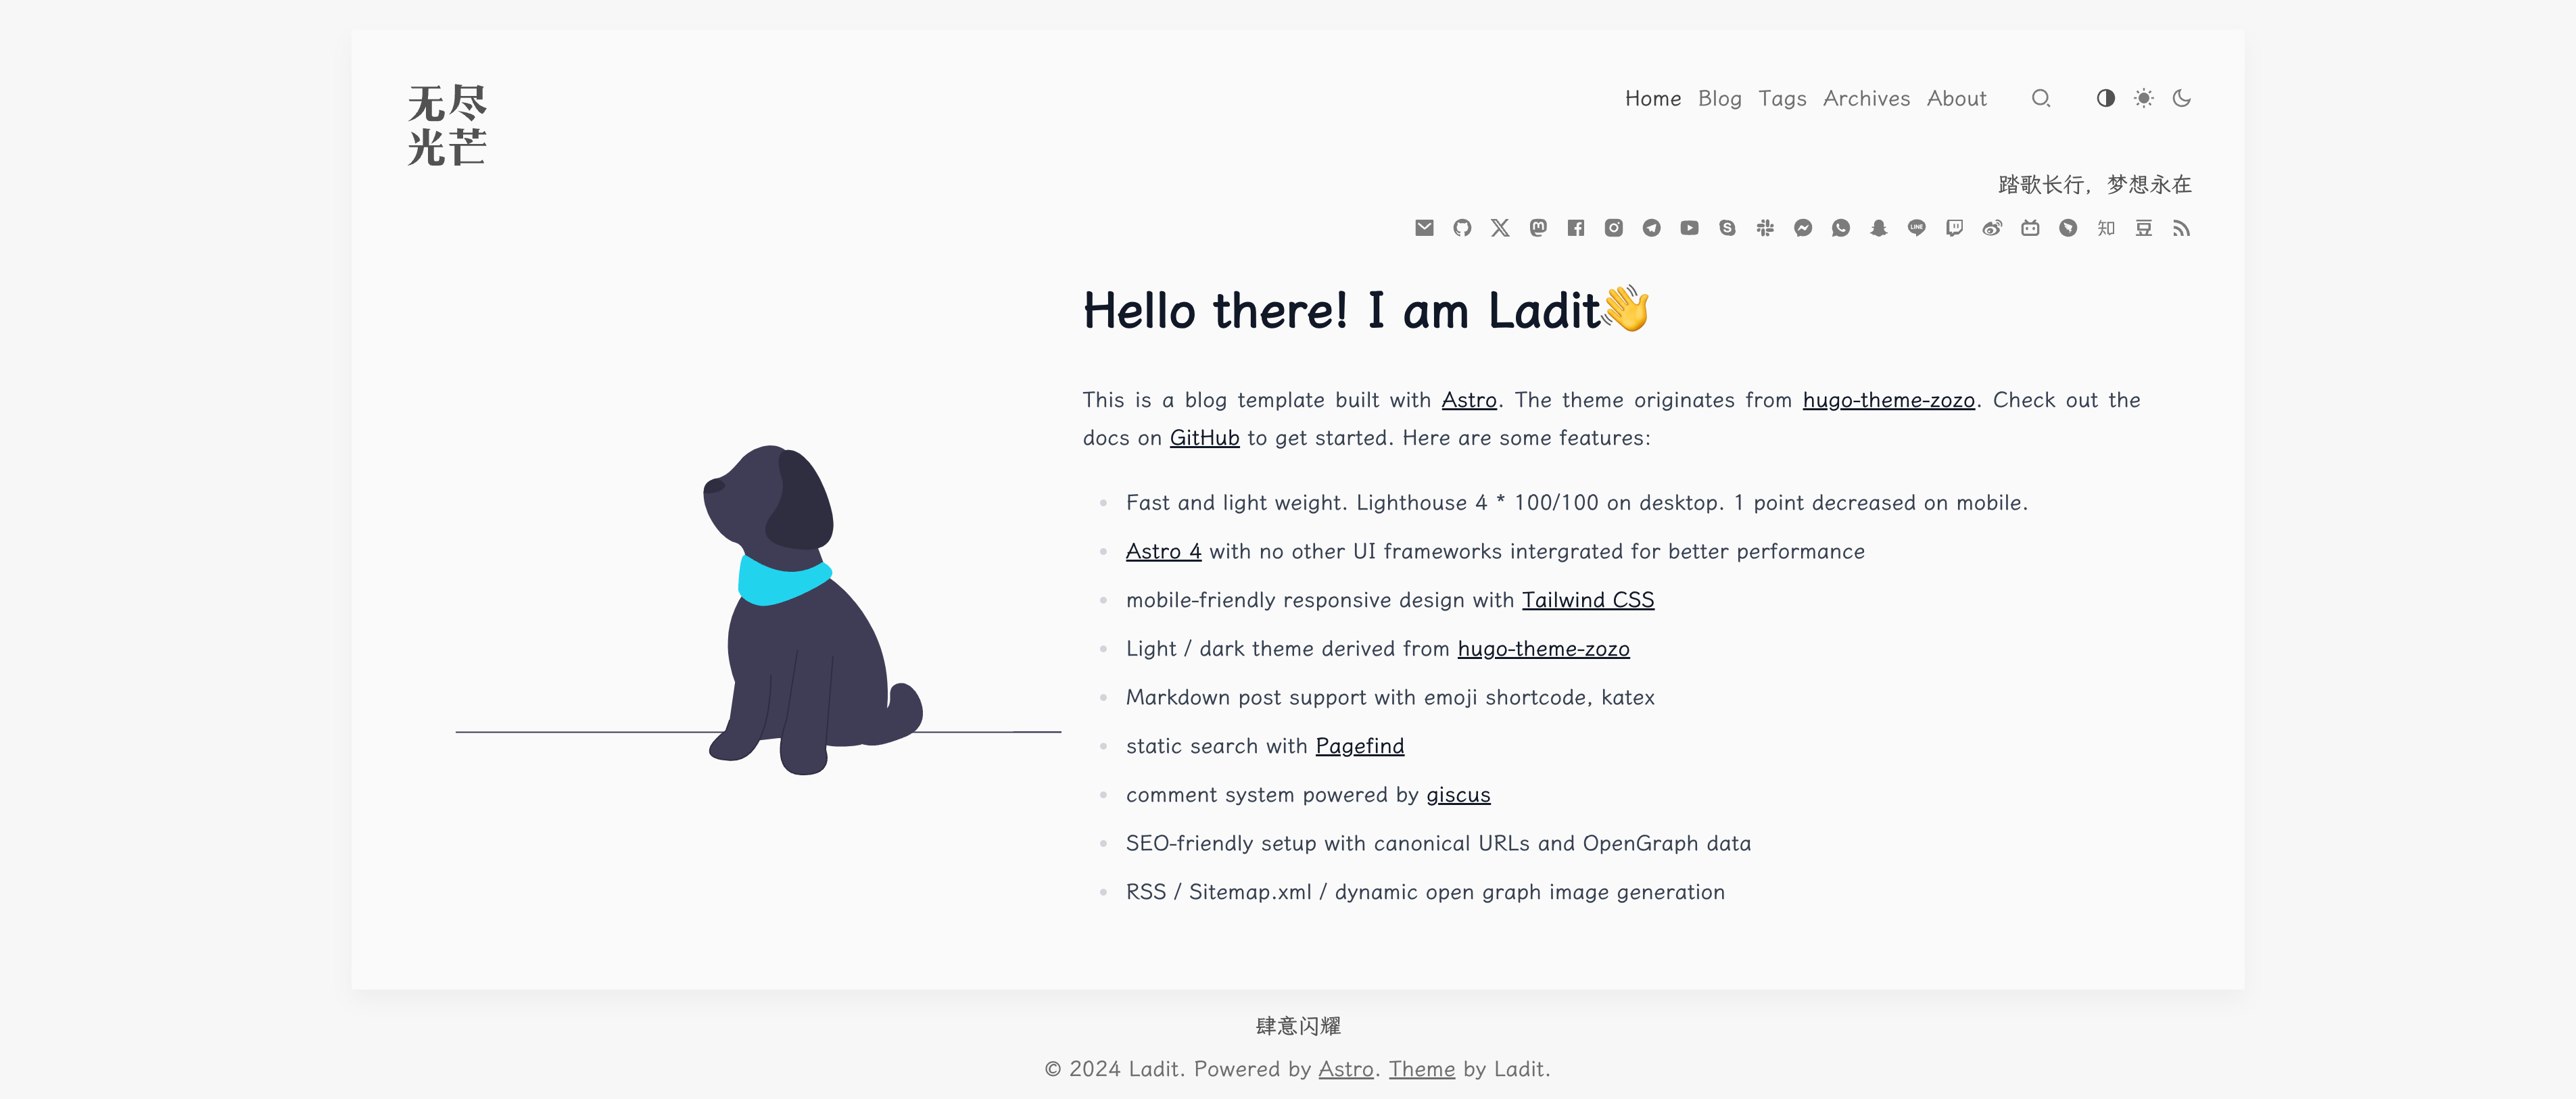 无尽
光芒
Home Blog Tags Archives About
踏歌长行，梦想永在
知 豆
Hello there! I am Ladit👋
This is a blog template built with Astro. The theme originates from hugo-theme-zozo. Check out the
docs on GitHub to get started. Here are some features:
Fast and light weight. Lighthouse 4 * 100/100 on desktop. 1 point decreased on mobile.
Astro 4 with no other UI frameworks intergrated for better performance
mobile-friendly responsive design with Tailwind CSS
Light / dark theme derived from hugo-theme-zozo
Markdown post support with emoji shortcode, katex
static search with Pagefind
comment system powered by giscus
SEO-friendly setup with canonical URLs and OpenGraph data
RSS / Sitemap.xml / dynamic open graph image generation
肆意闪耀
© 2024 Ladit. Powered by Astro. Theme by Ladit.